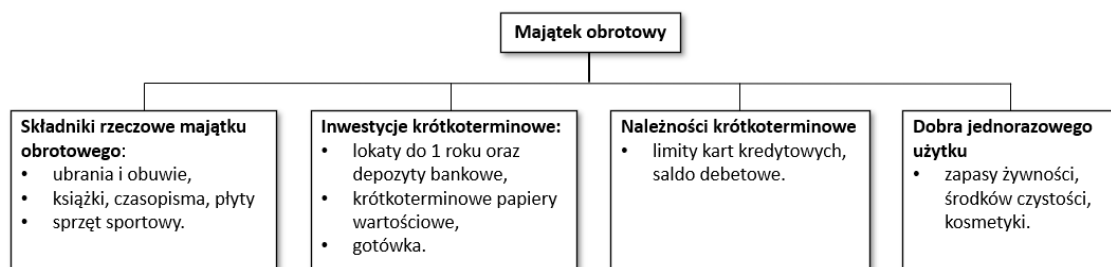 Majątek obrotowy
Składniki rzeczowe majątku
obrotowego:
• ubrania i obuwie,
• książki, czasopisma, płyty
• sprzęt sportowy.
Inwestycje krótkoterminowe:
• lokaty do 1 roku oraz
depozyty bankowe,
• krótkoterminowe papiery
wartościowe,
• gotówka.
Należności krótkoterminowe
• limity kart kredytowych,
saldo debetowe.
Dobra jednorazowego
użytku
• zapasy żywności,
środków czystości,
kosmetyki.